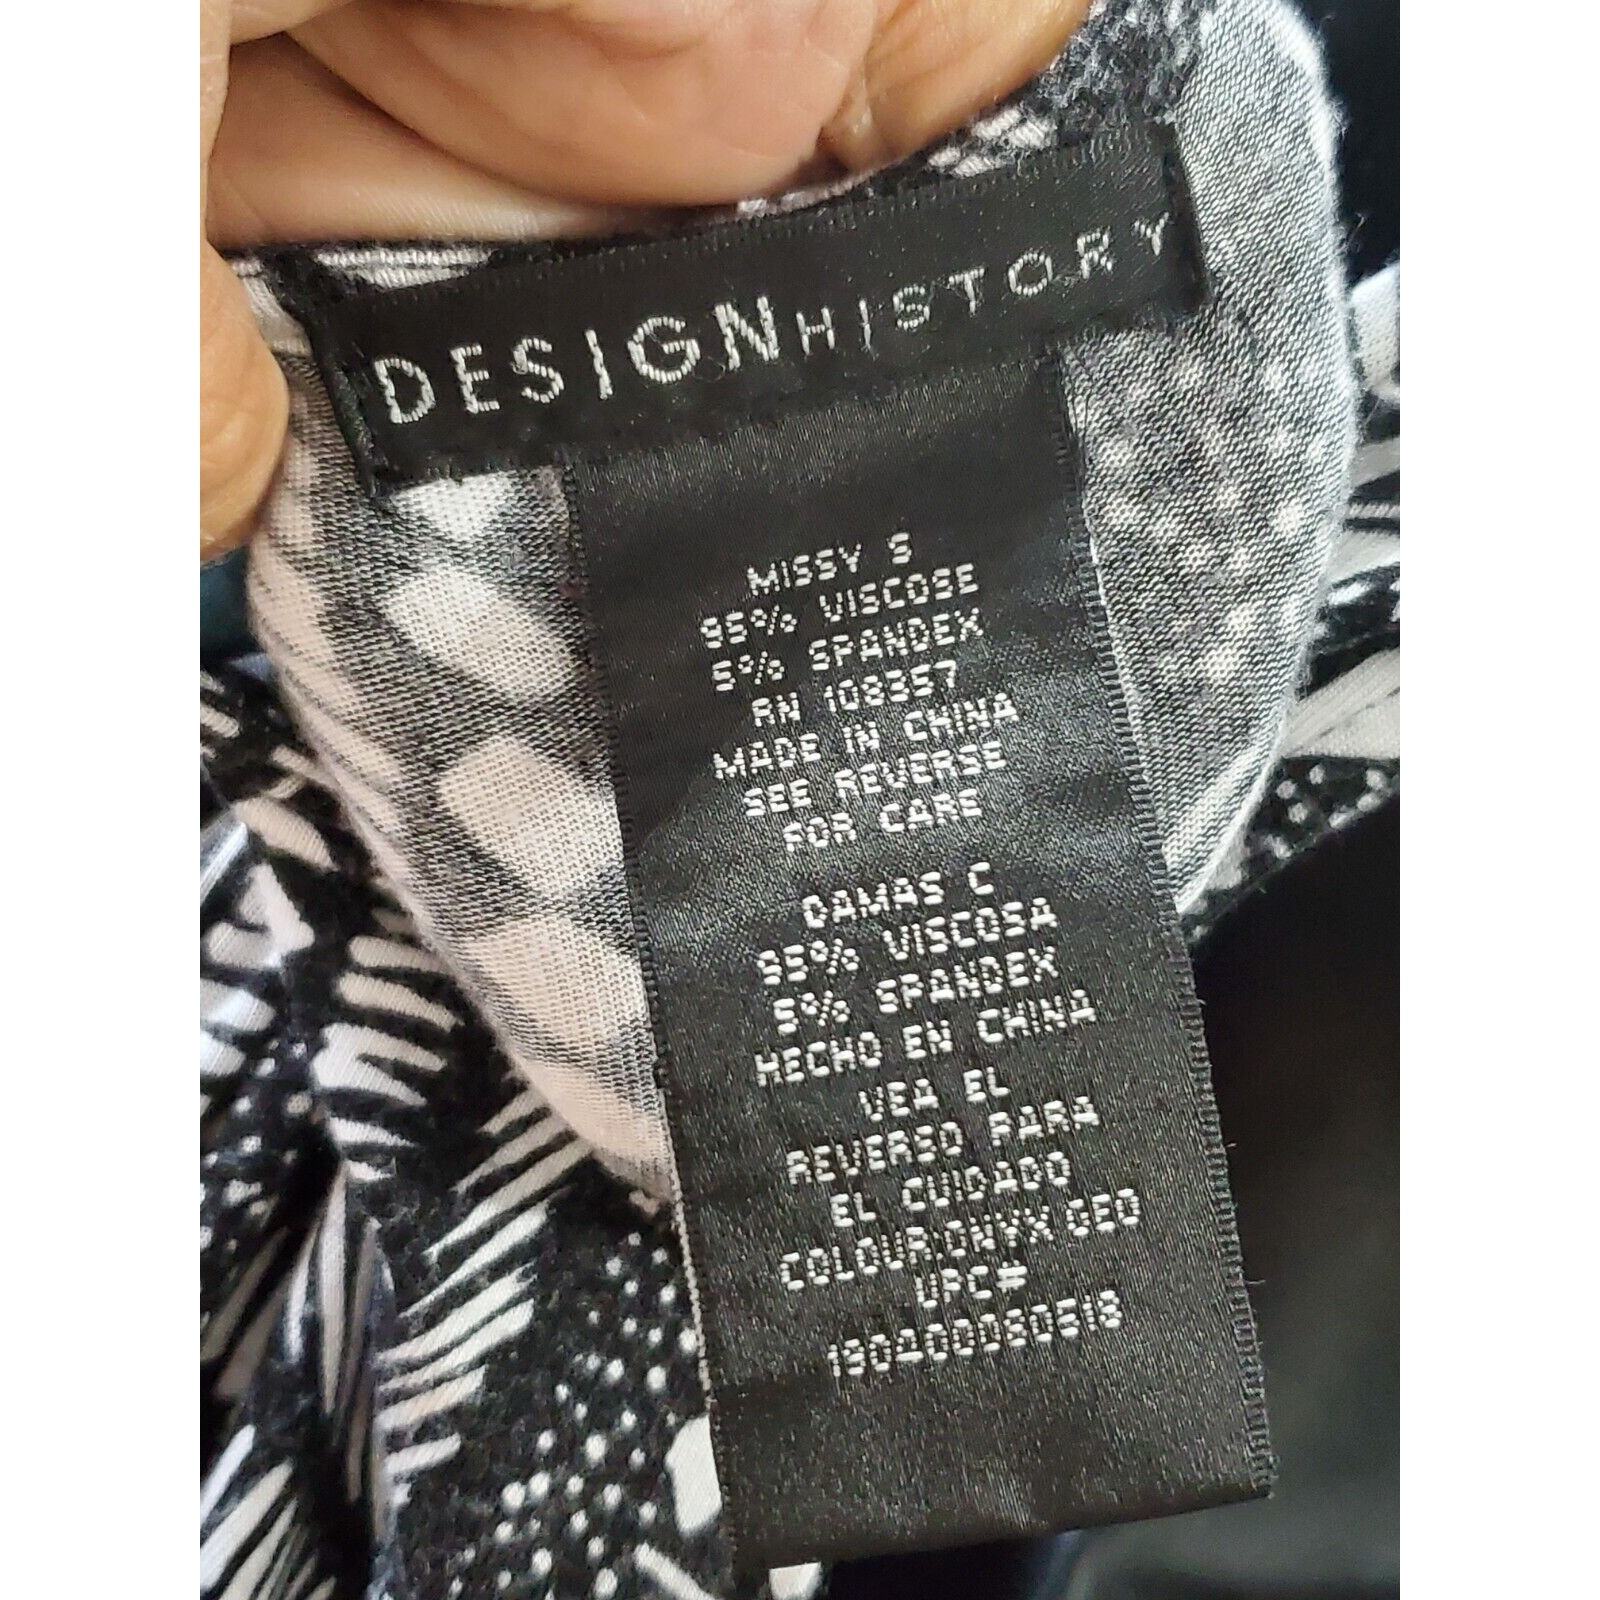 DESIGNHISTORY
MISSY S
95% VISCOSE
5% SPANDEX
RN 108357
MADE IN CHINA
SEE REVERSE
FOR CARE
DAMAS C
95% VISCOSA
5% SPANDEX
HECHO EN CHINA
VEA EL
REVERSO PARA
EL CUIDADO
COLOUR:ONYX GEO
UPC#